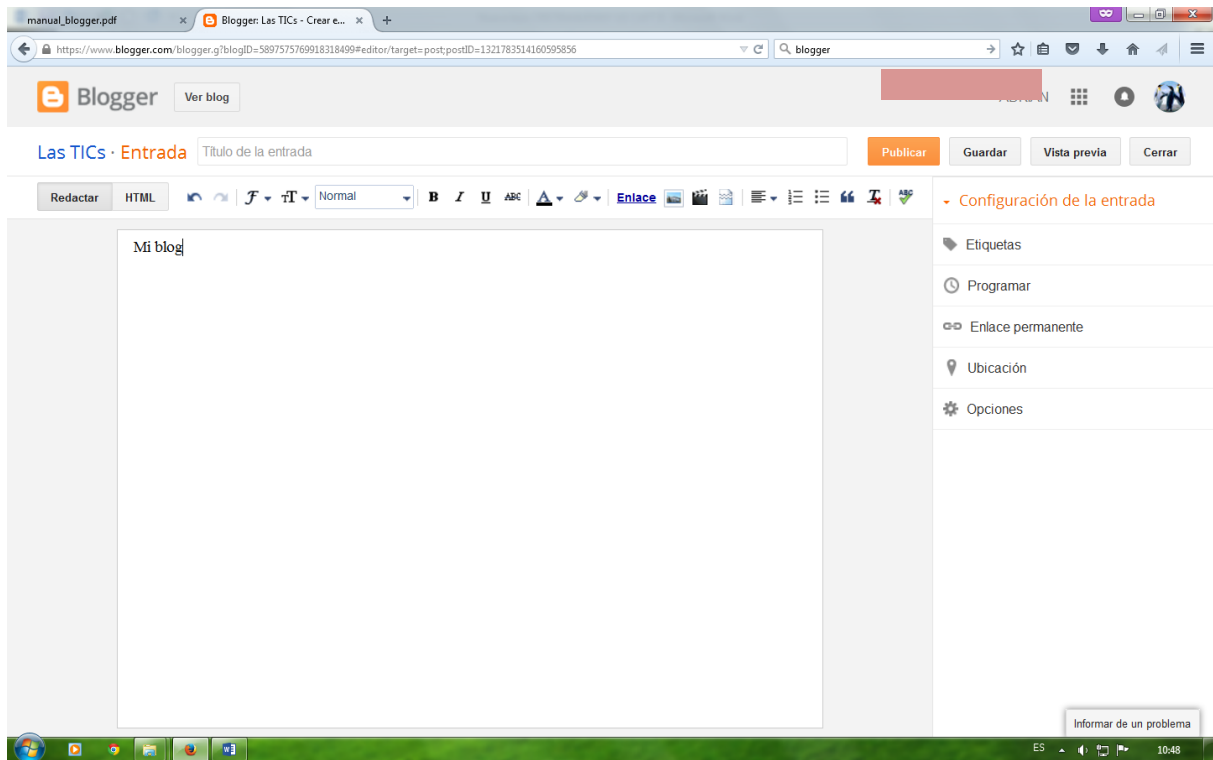 manual_blogger.pdf × Blogger: Las TICs - Crear e... × +
https://www.blogger.com/blogger.g?blogID=5897575769918318499#editor/target=post;postID=1321783514160595856 blogger
Blogger Ver blog
Las TICs · Entrada Título de la entrada Publicar Guardar Vista previa Cerrar
Redactar HTML Normal B I U ABC A Enlace ABC
Configuración de la entrada
Mi blog
Etiquetas
Programar
Enlace permanente
Ubicación
Opciones
Informar de un problema
ES 10:48